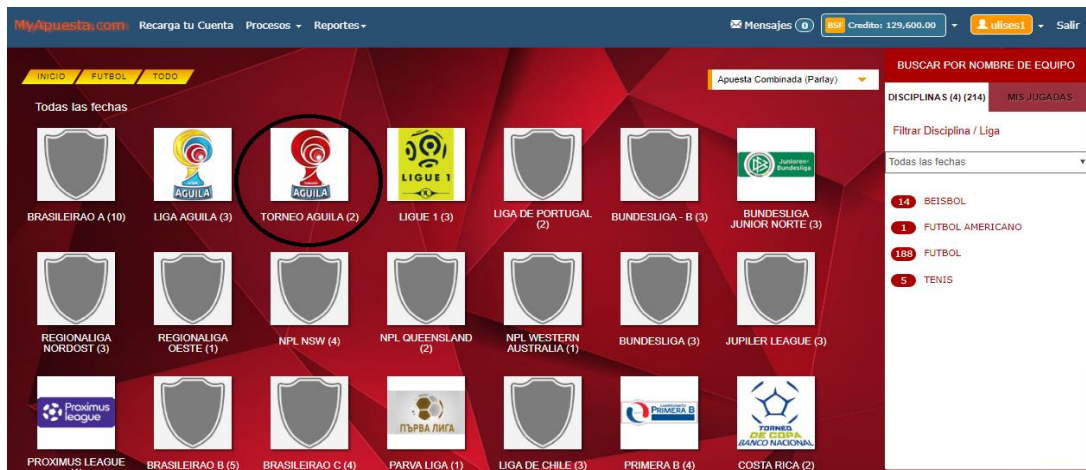 MyApuesta.com Recarga tu Cuenta Procesos Reportes Mensajes 0 BSF Credito: 129,600.00 ulises1 Salir
INICIO FUTBOL TODO
Apuesta Combinada (Parlay)
Todas las fechas
AGUILA
AGUILA
LIGUE 1
Junioren-
Bundesliga
BRASILEIRAO A (10)
LIGA AGUILA (3)
TORNEO AGUILA (2)
LIGUE 1 (3)
LIGA DE PORTUGAL
(2)
BUNDESLIGA - B (3)
BUNDESLIGA
JUNIOR NORTE (3)
REGIONALIGA
NORDOST (3)
REGIONALIGA
OESTE (1)
NPL NSW (4)
NPL QUEENSLAND
(2)
NPL WESTERN
AUSTRALIA (1)
BUNDESLIGA (3)
JUPILER LEAGUE (3)
Proximus
league
ПЪРВА ЛИГА
PRIMERA B
TORNEO
DE COPA
BANCO NACIONAL
PROXIMUS LEAGUE
BRASILEIRAO B (5)
BRASILEIRAO C (4)
PARVA LIGA (1)
LIGA DE CHILE (3)
PRIMERA B (4)
COSTA RICA (2)
BUSCAR POR NOMBRE DE EQUIPO
DISCIPLINAS (4) (214) MIS JUGADAS
Filtrar Disciplina / Liga
Todas las fechas
14 BEISBOL
1 FUTBOL AMERICANO
188 FUTBOL
5 TENIS